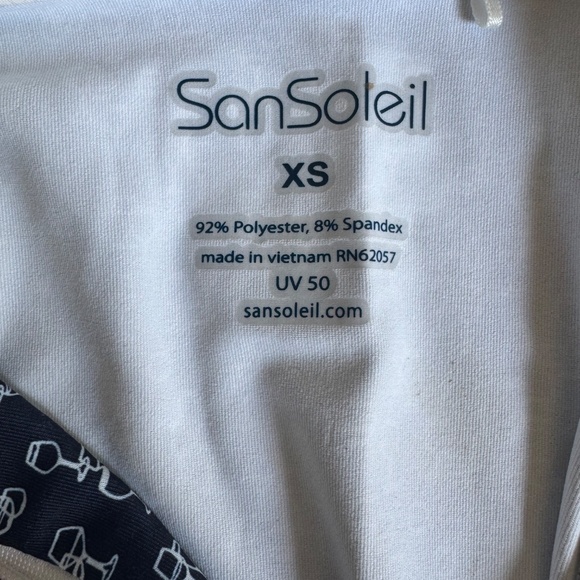 SanSoleil
XS
92% Polyester, 8% Spandex
made in vietnam RN62057
UV 50
sansoleil.com